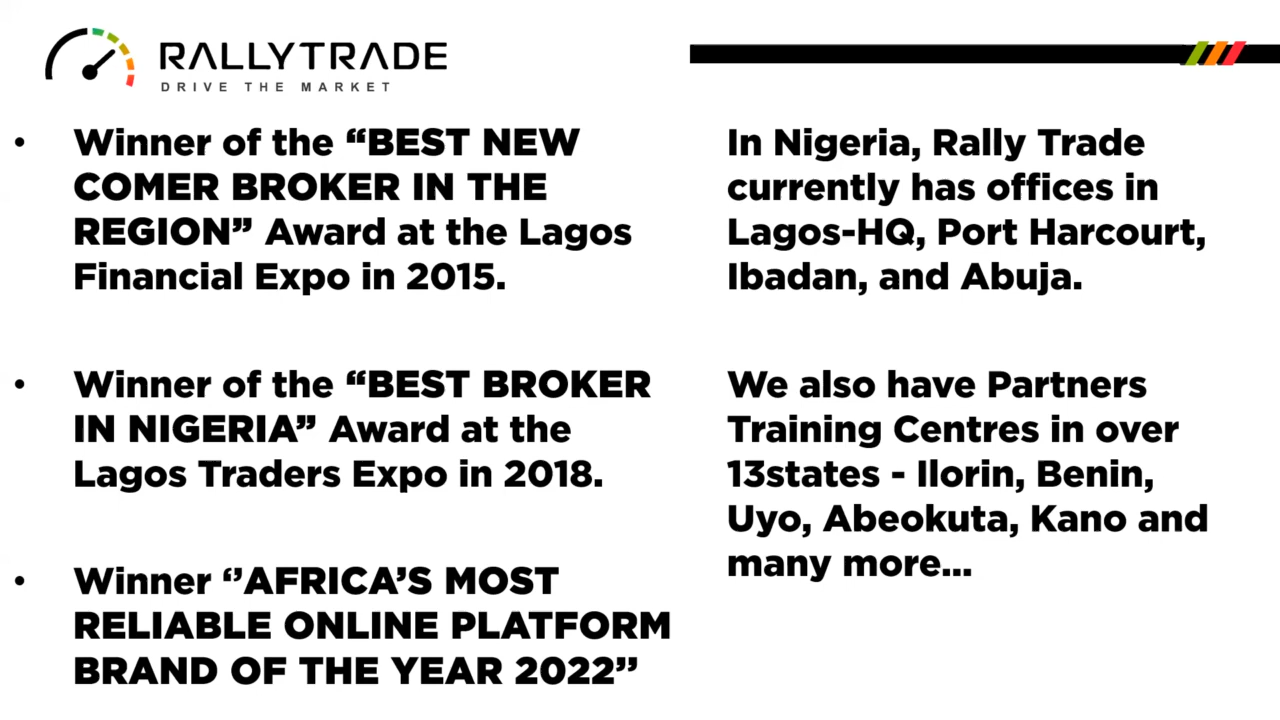 RALLYTRADE
DRIVE THE MARKET
• Winner of the “BEST NEW
COMER BROKER IN THE
REGION” Award at the Lagos
Financial Expo in 2015.
• Winner of the “BEST BROKER
IN NIGERIA” Award at the
Lagos Traders Expo in 2018.
• Winner ‘’AFRICA’S MOST
RELIABLE ONLINE PLATFORM
BRAND OF THE YEAR 2022’’
In Nigeria, Rally Trade
currently has offices in
Lagos-HQ, Port Harcourt,
Ibadan, and Abuja.
We also have Partners
Training Centres in over
13states - Ilorin, Benin,
Uyo, Abeokuta, Kano and
many more...